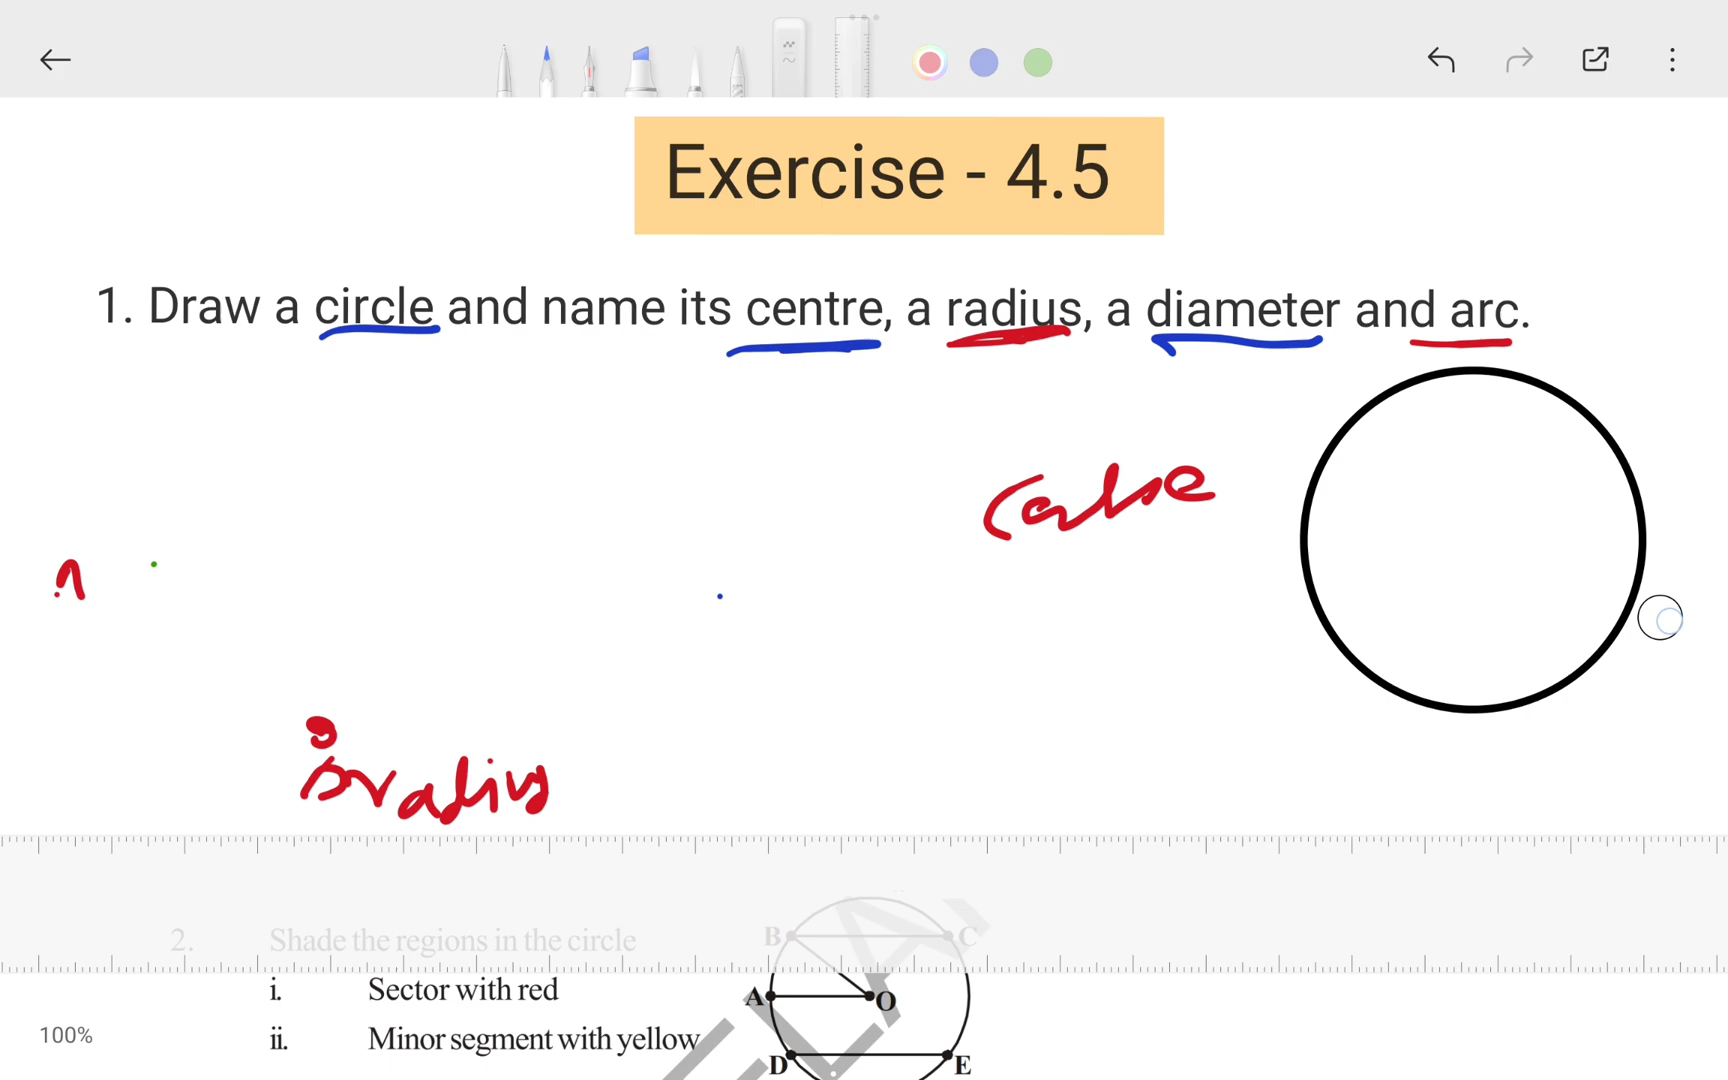 Exercise - 4.5
1. Draw a circle and name its centre, a radius, a diameter and arc.
radius
2. Shade the regions in the circle
B C
i. Sector with red
A O
ii. Minor segment with yellow
D E
100%